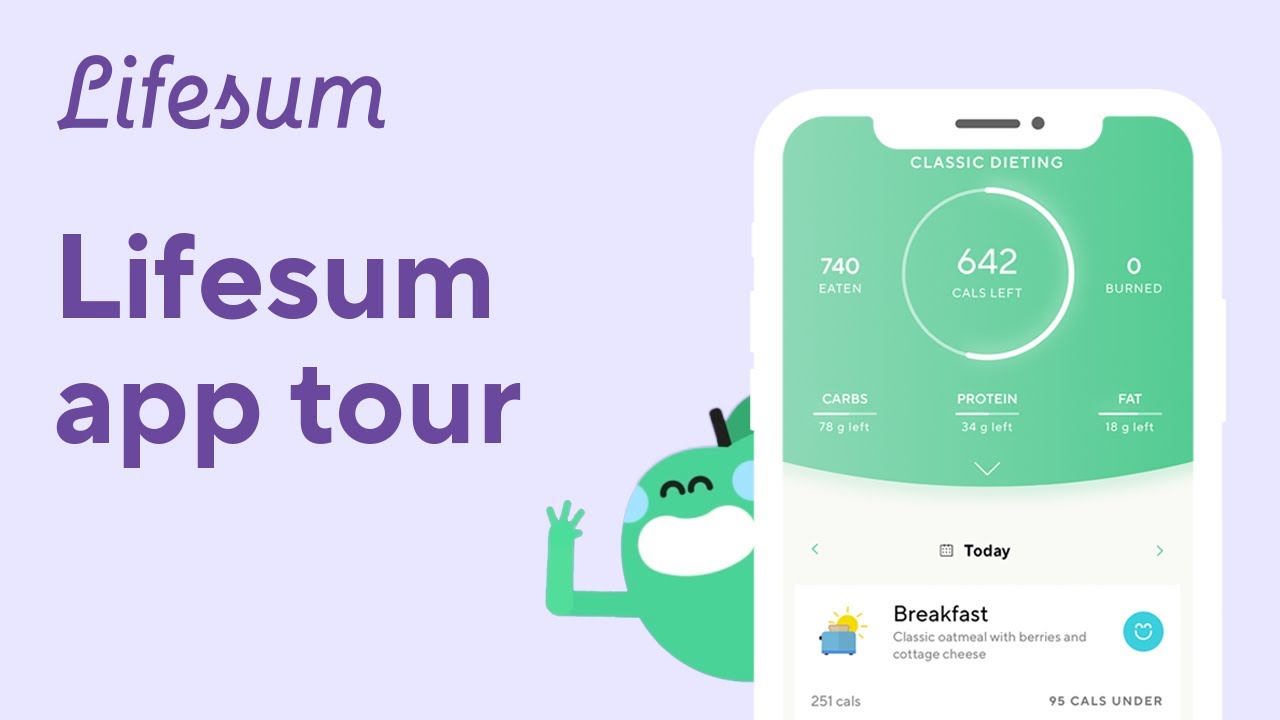 Lifesum
Lifesum
app tour
CLASSIC DIETING
740
EATEN
642
CALS LEFT
0
BURNED
CARBS
78 g left
PROTEIN
34 g left
FAT
18 g left
Today
Breakfast
Classic oatmeal with berries and
cottage cheese
251 cals
95 CALS UNDER